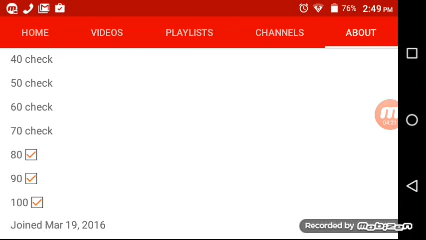 76% 2:49 PM
HOME VIDEOS PLAYLISTS CHANNELS ABOUT
40 check
50 check
60 check
70 check
80 ☑
90 ☑
100 ☑
Joined Mar 19, 2016
Recorded by mobizen